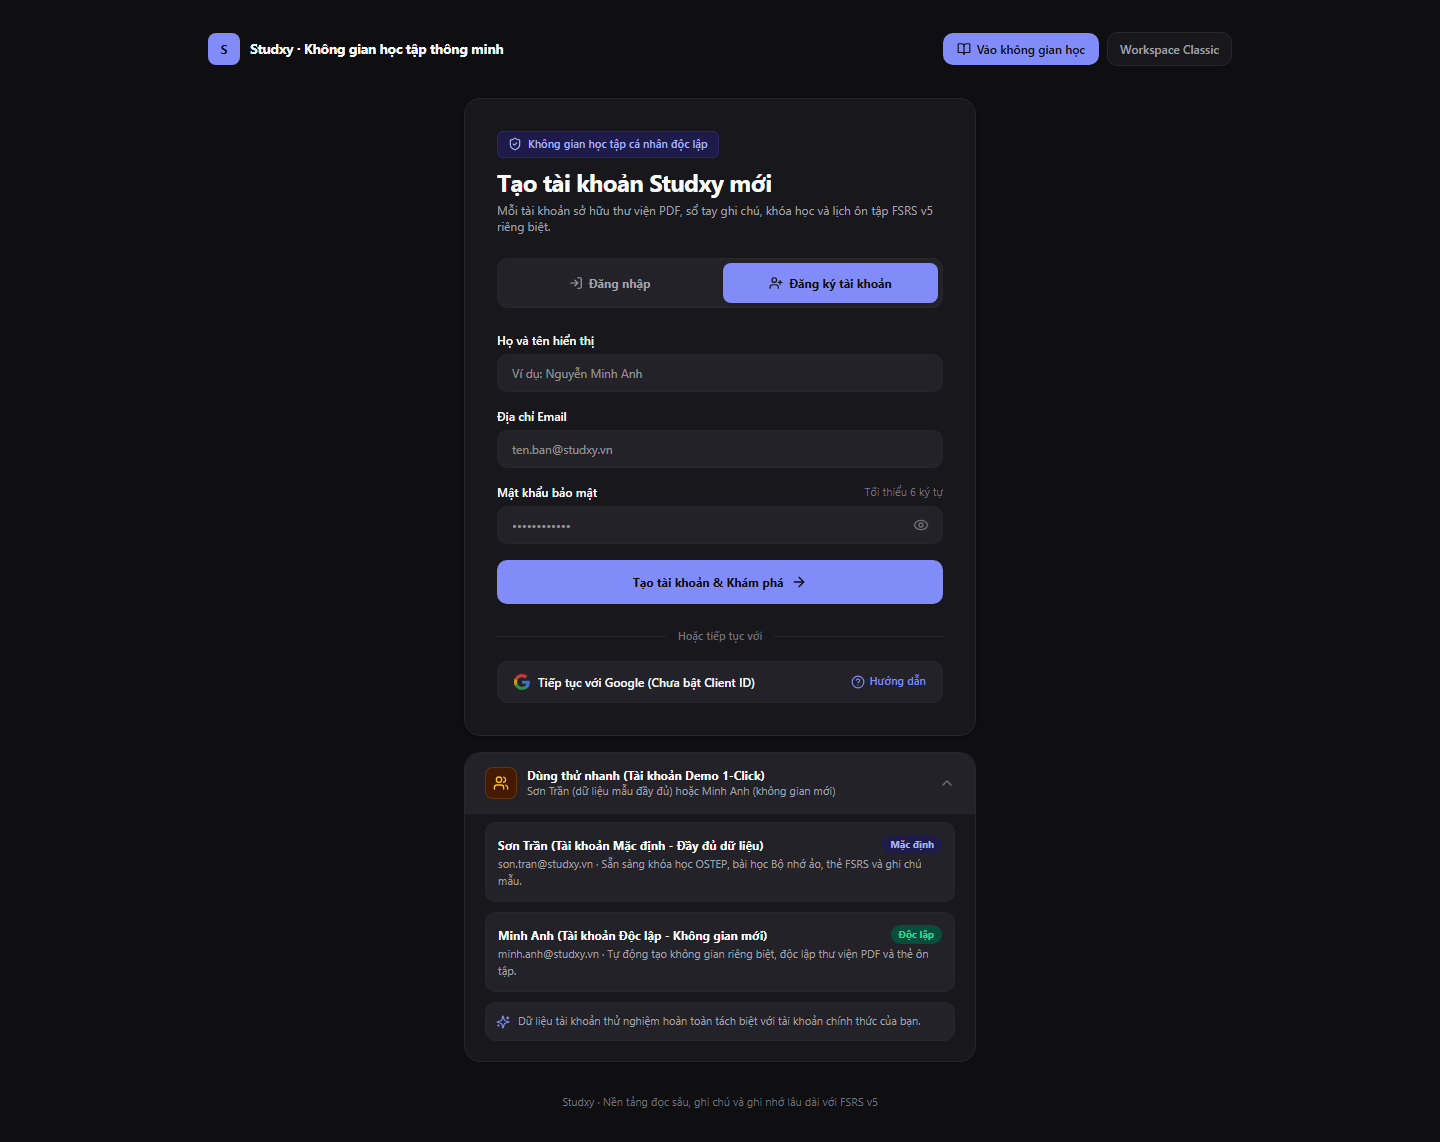 S
Studxy · Không gian học tập thông minh
Vào không gian học
Workspace Classic
Không gian học tập cá nhân độc lập
Tạo tài khoản Studxy mới
Mỗi tài khoản sở hữu thư viện PDF, sổ tay ghi chú, khóa học và lịch ôn tập FSRS v5
riêng biệt.
Đăng nhập
Đăng ký tài khoản
Họ và tên hiển thị
Ví dụ: Nguyễn Minh Anh
Địa chỉ Email
ten.ban@studxy.vn
Mật khẩu bảo mật
Tối thiểu 6 ký tự
••••••••••••
Tạo tài khoản & Khám phá
Hoặc tiếp tục với
Tiếp tục với Google (Chưa bật Client ID)
Hướng dẫn
Dùng thử nhanh (Tài khoản Demo 1-Click)
Sơn Trần (dữ liệu mẫu đầy đủ) hoặc Minh Anh (không gian mới)
Sơn Trần (Tài khoản Mặc định - Đầy đủ dữ liệu)
Mặc định
son.tran@studxy.vn · Sẵn sàng khóa học OSTEP, bài học Bộ nhớ ảo, thẻ FSRS và ghi chú
mẫu.
Minh Anh (Tài khoản Độc lập - Không gian mới)
Độc lập
minh.anh@studxy.vn · Tự động tạo không gian riêng biệt, độc lập thư viện PDF và thẻ ôn
tập.
Dữ liệu tài khoản thử nghiệm hoàn toàn tách biệt với tài khoản chính thức của bạn.
Studxy · Nền tảng đọc sâu, ghi chú và ghi nhớ lâu dài với FSRS v5